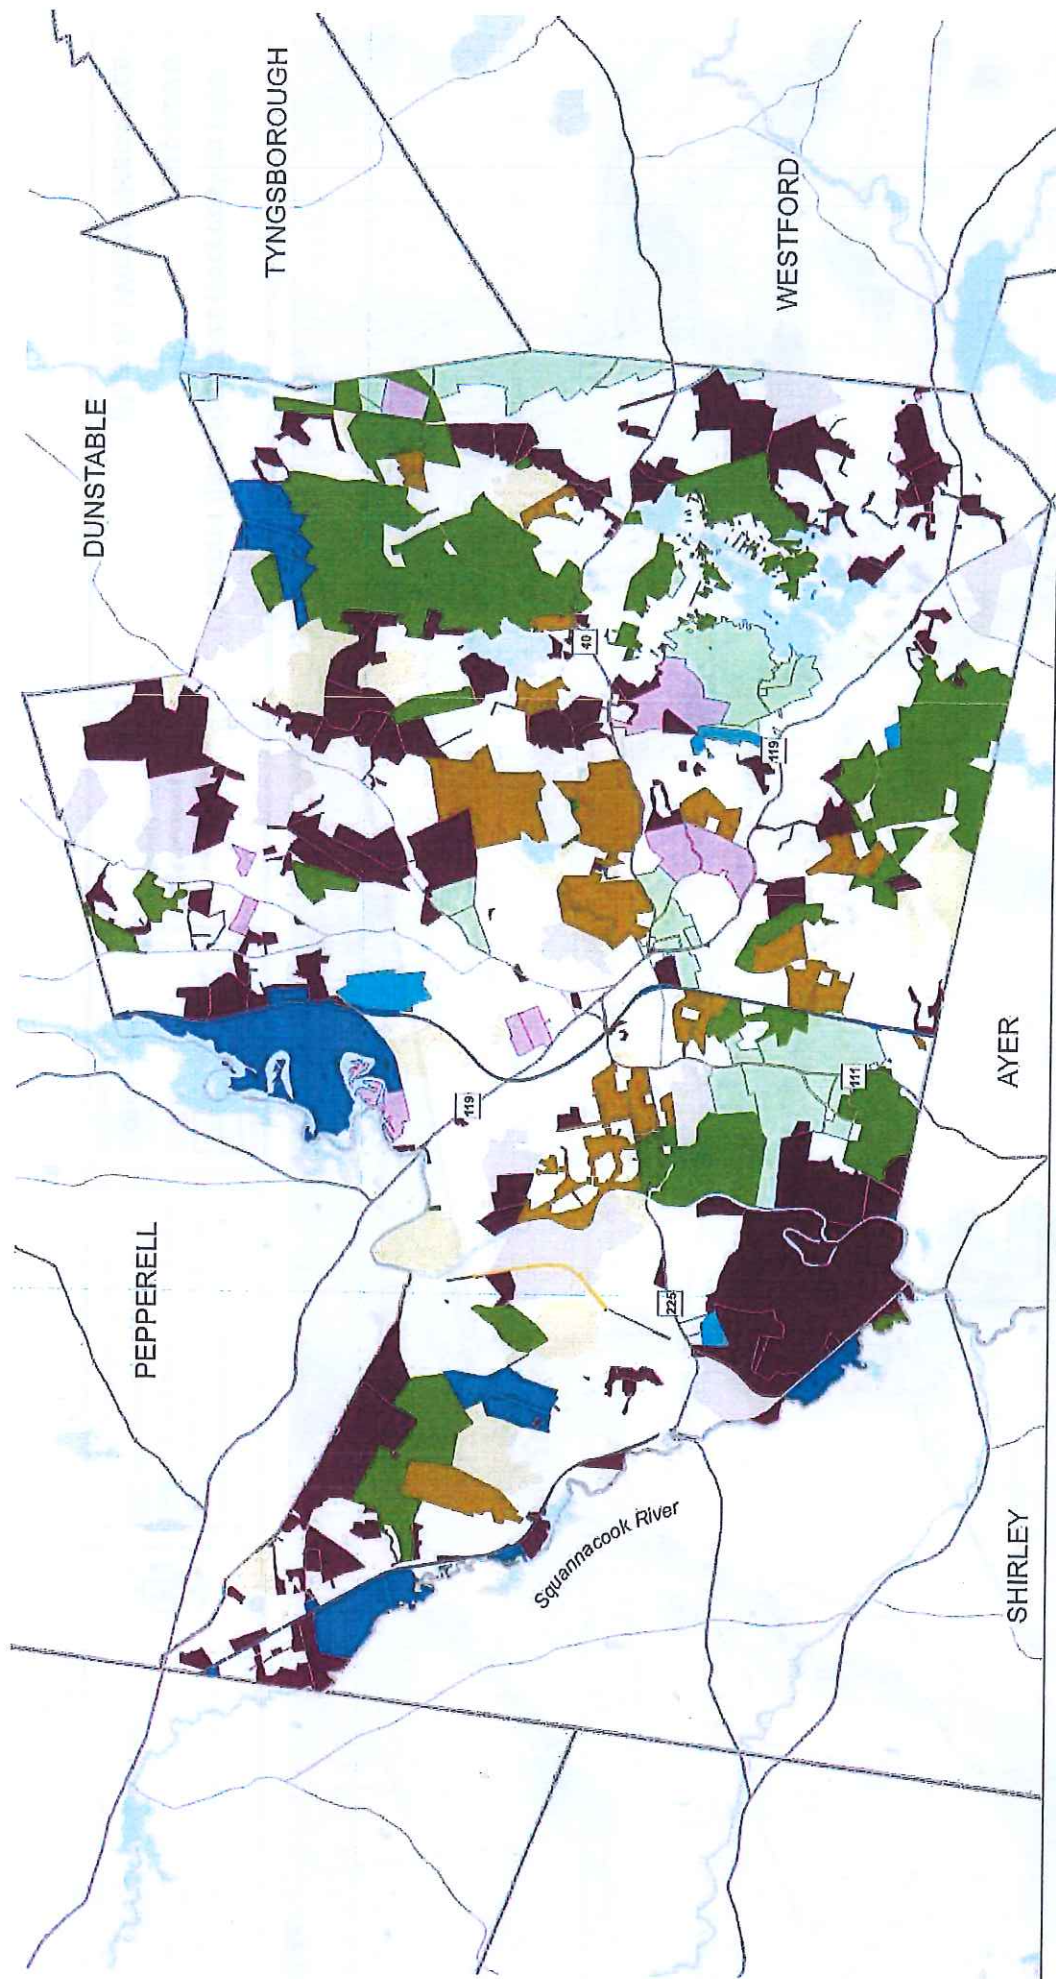 TYNGSBOROUGH
DUNSTABLE
WESTFORD
40
119
PEPPERELL
119
111
AYER
225
Squannacook River
SHIRLEY